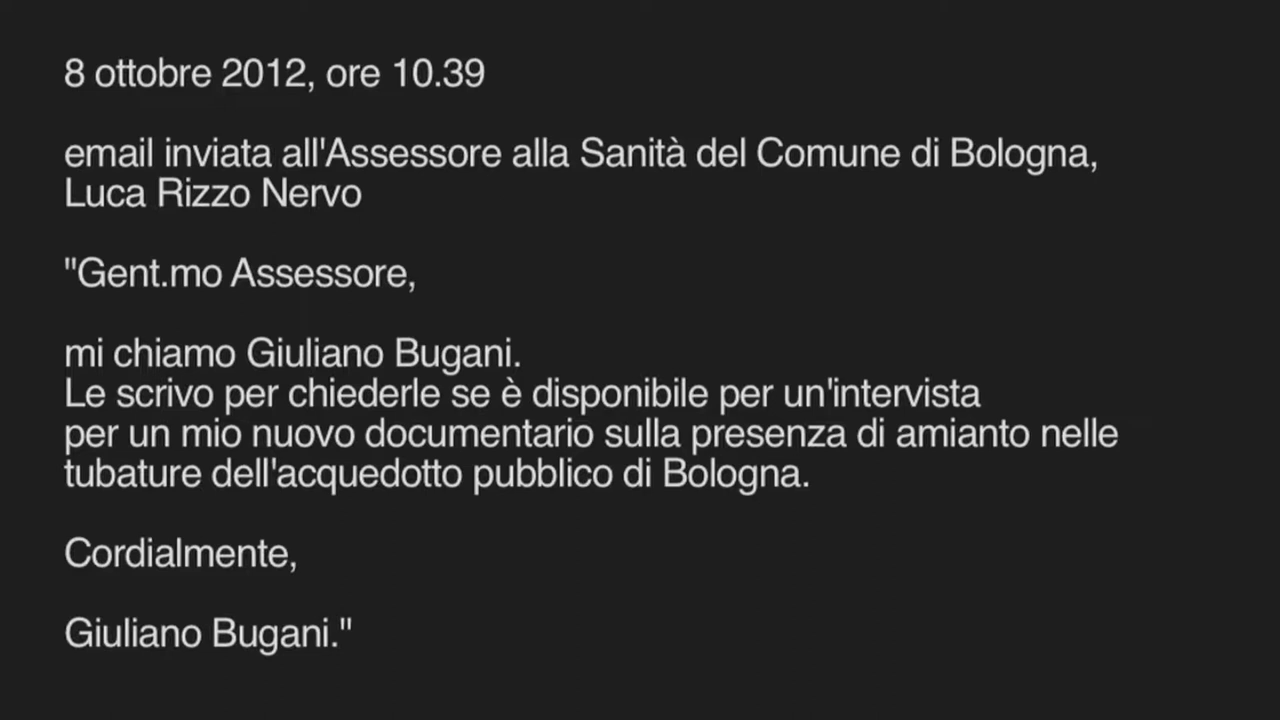 8 ottobre 2012, ore 10.39
email inviata all'Assessore alla Sanità del Comune di Bologna,
Luca Rizzo Nervo
"Gent.mo Assessore,
mi chiamo Giuliano Bugani.
Le scrivo per chiederle se è disponibile per un'intervista
per un mio nuovo documentario sulla presenza di amianto nelle
tubature dell'acquedotto pubblico di Bologna.
Cordialmente,
Giuliano Bugani."